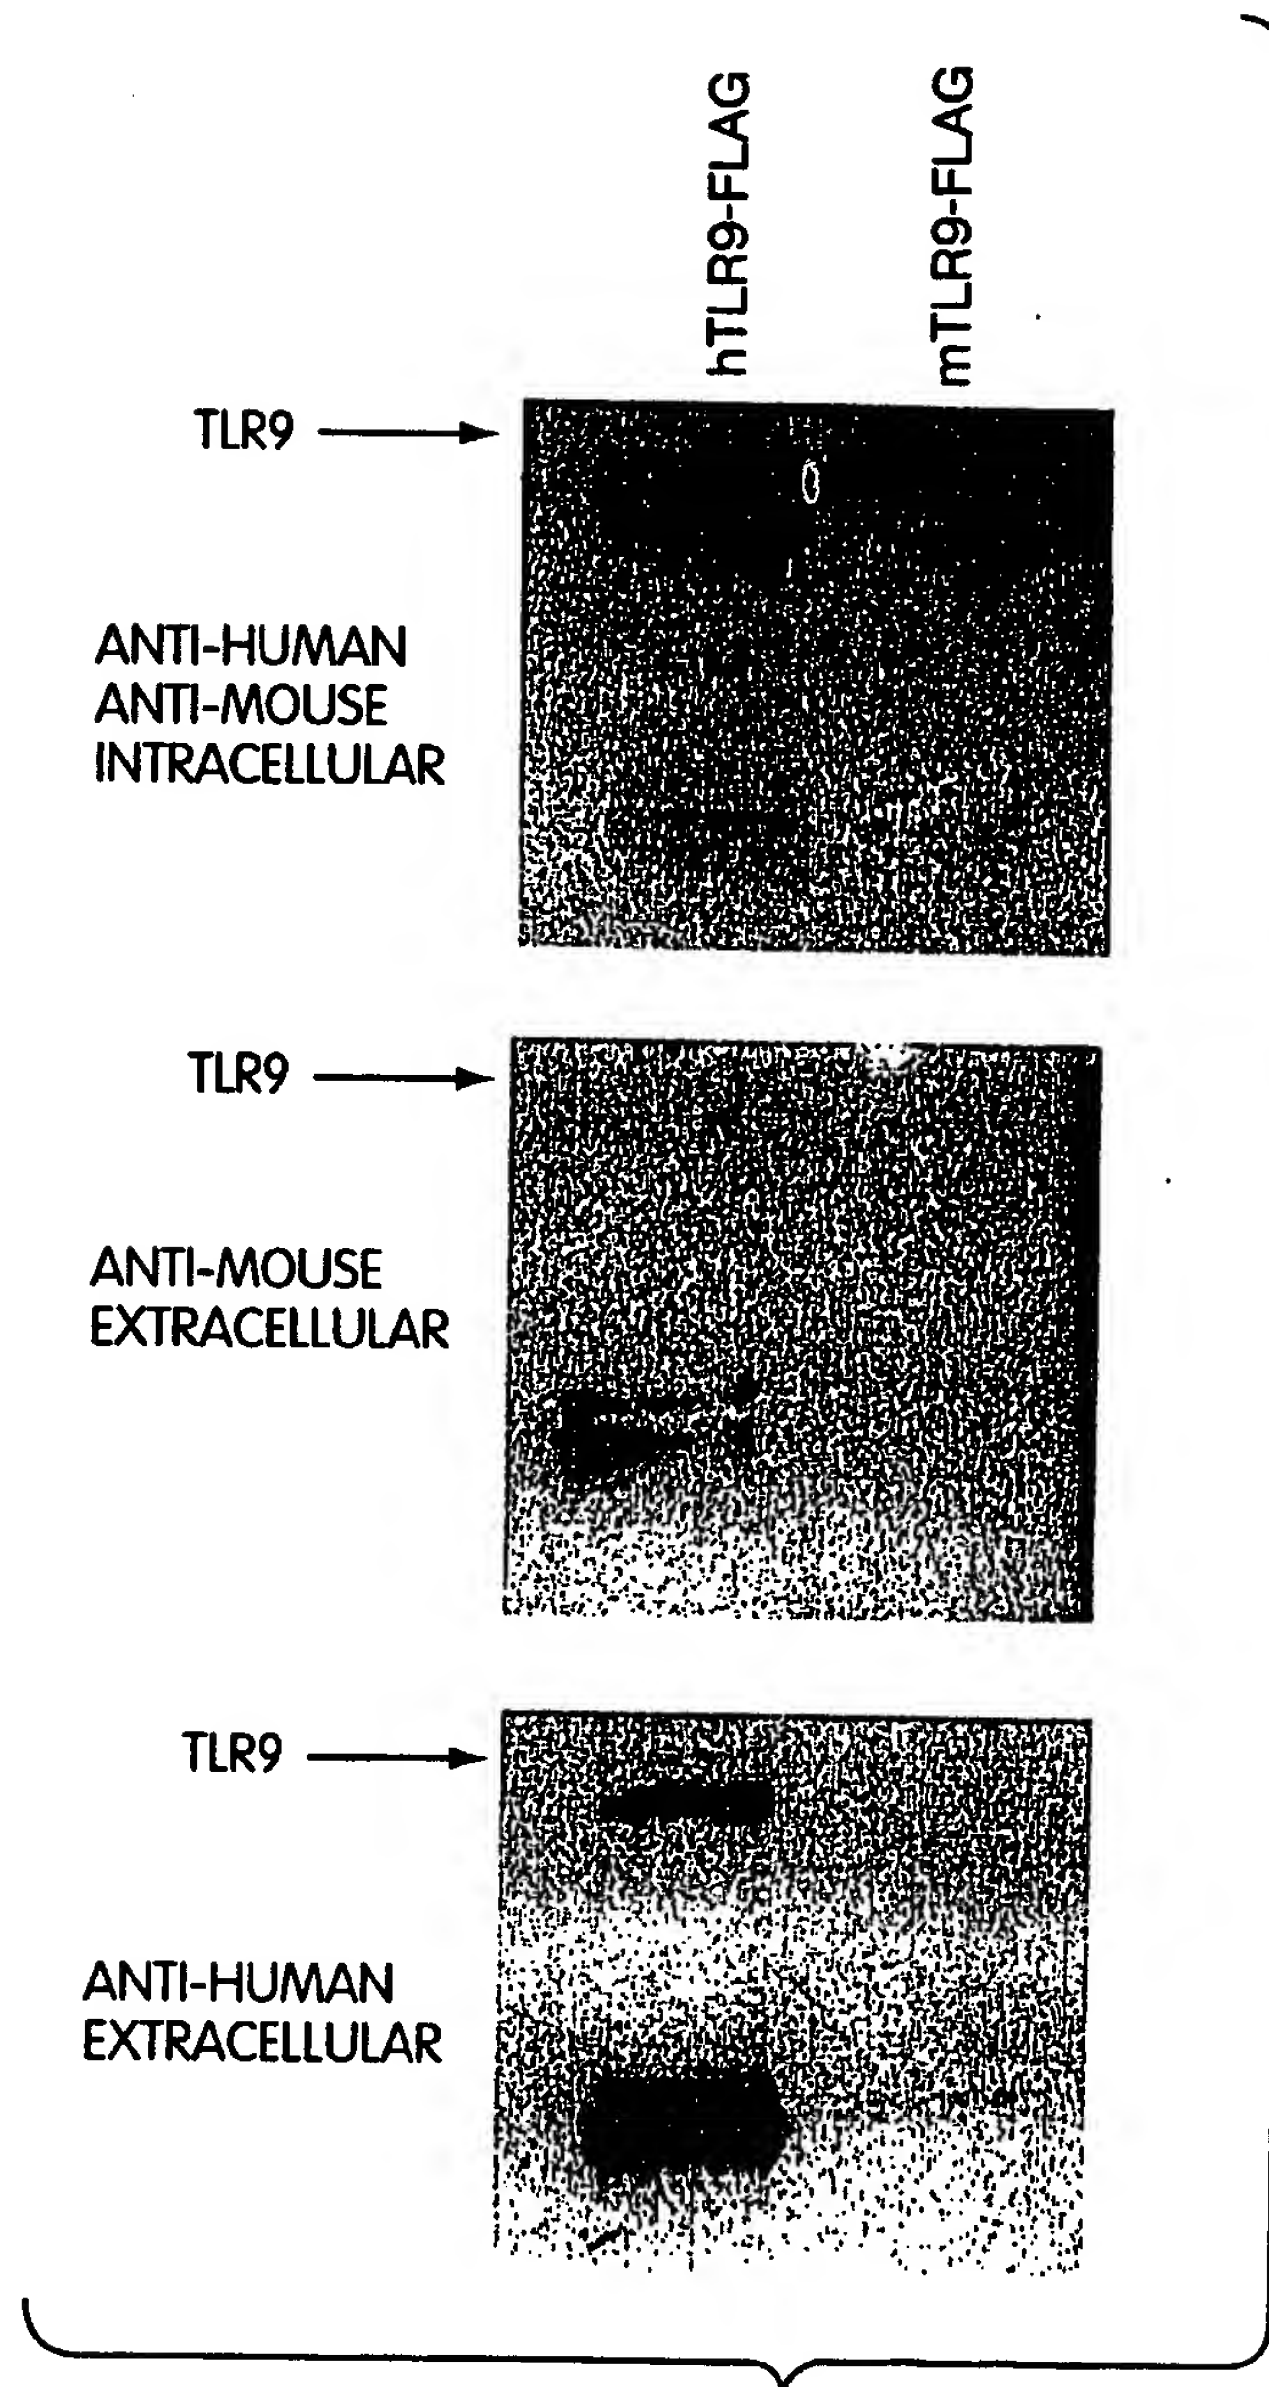 hTLR9-FLAG
mTLR9-FLAG
TLR9
ANTI-HUMAN
ANTI-MOUSE
INTRACELLULAR
TLR9
ANTI-MOUSE
EXTRACELLULAR
TLR9
ANTI-HUMAN
EXTRACELLULAR